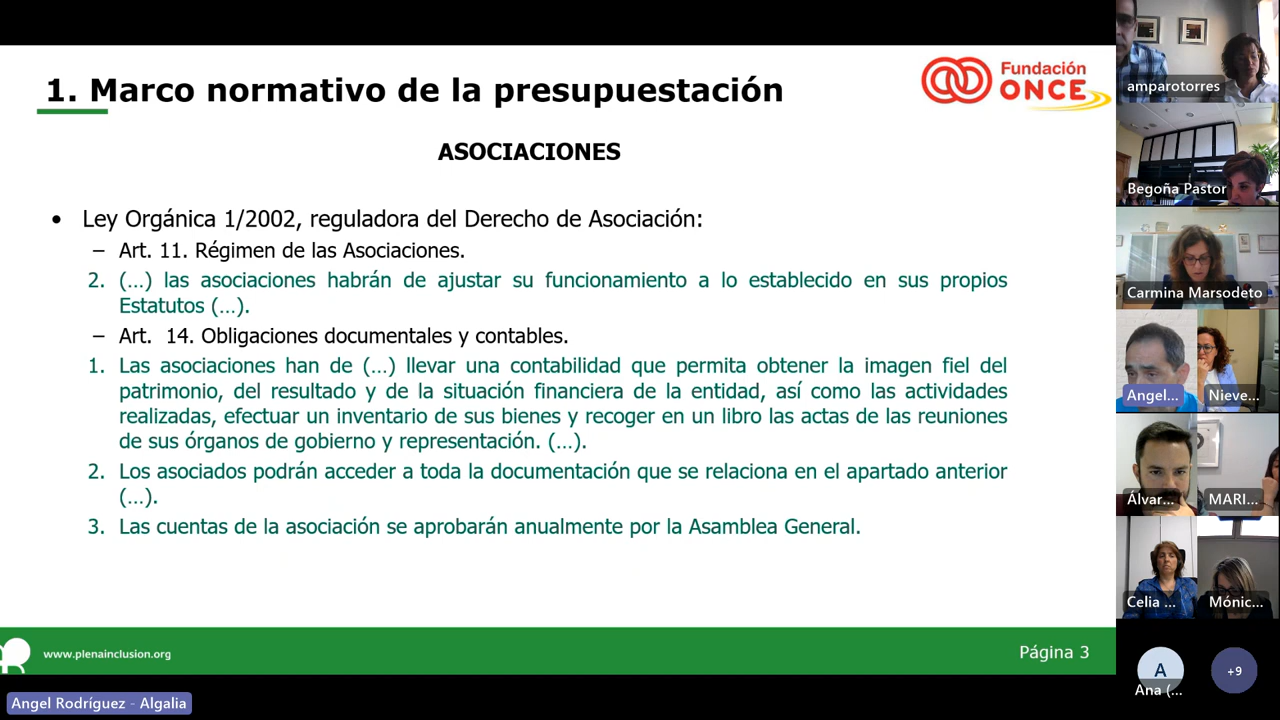 1. Marco normativo de la presupuestación
Fundación
ONCE
ASOCIACIONES
• Ley Orgánica 1/2002, reguladora del Derecho de Asociación:
– Art. 11. Régimen de las Asociaciones.
2. (…) las asociaciones habrán de ajustar su funcionamiento a lo establecido en sus propios
Estatutos (…).
– Art. 14. Obligaciones documentales y contables.
1. Las asociaciones han de (…) llevar una contabilidad que permita obtener la imagen fiel del
patrimonio, del resultado y de la situación financiera de la entidad, así como las actividades
realizadas, efectuar un inventario de sus bienes y recoger en un libro las actas de las reuniones
de sus órganos de gobierno y representación. (…).
2. Los asociados podrán acceder a toda la documentación que se relaciona en el apartado anterior
(…).
3. Las cuentas de la asociación se aprobarán anualmente por la Asamblea General.
www.plenainclusion.org
Página 3
Angel Rodríguez - Algalia
amparotorres
Begoña Pastor
Carmina Marsodeto
Angel...
Nieve...
Álvar...
MARI...
Celia ...
Mónic...
A
Ana (...
+9